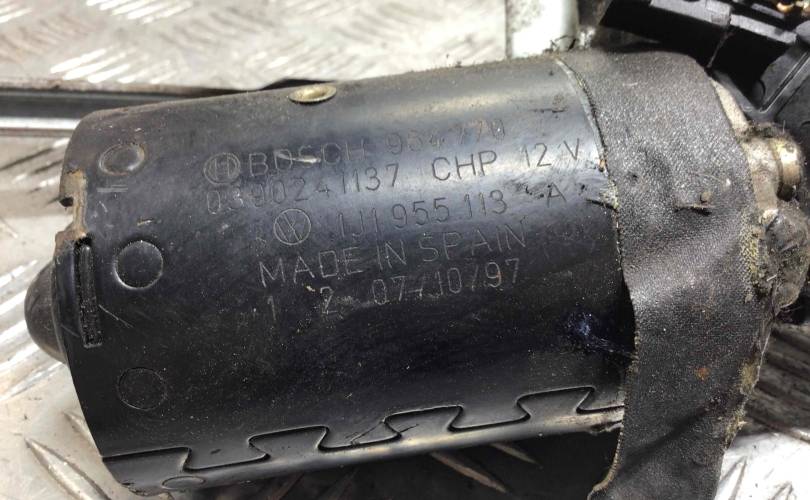 BOSCH
0390241137 CHP 12 V
1J1 955 113 A
MADE IN SPAIN
1 2 07/10/97